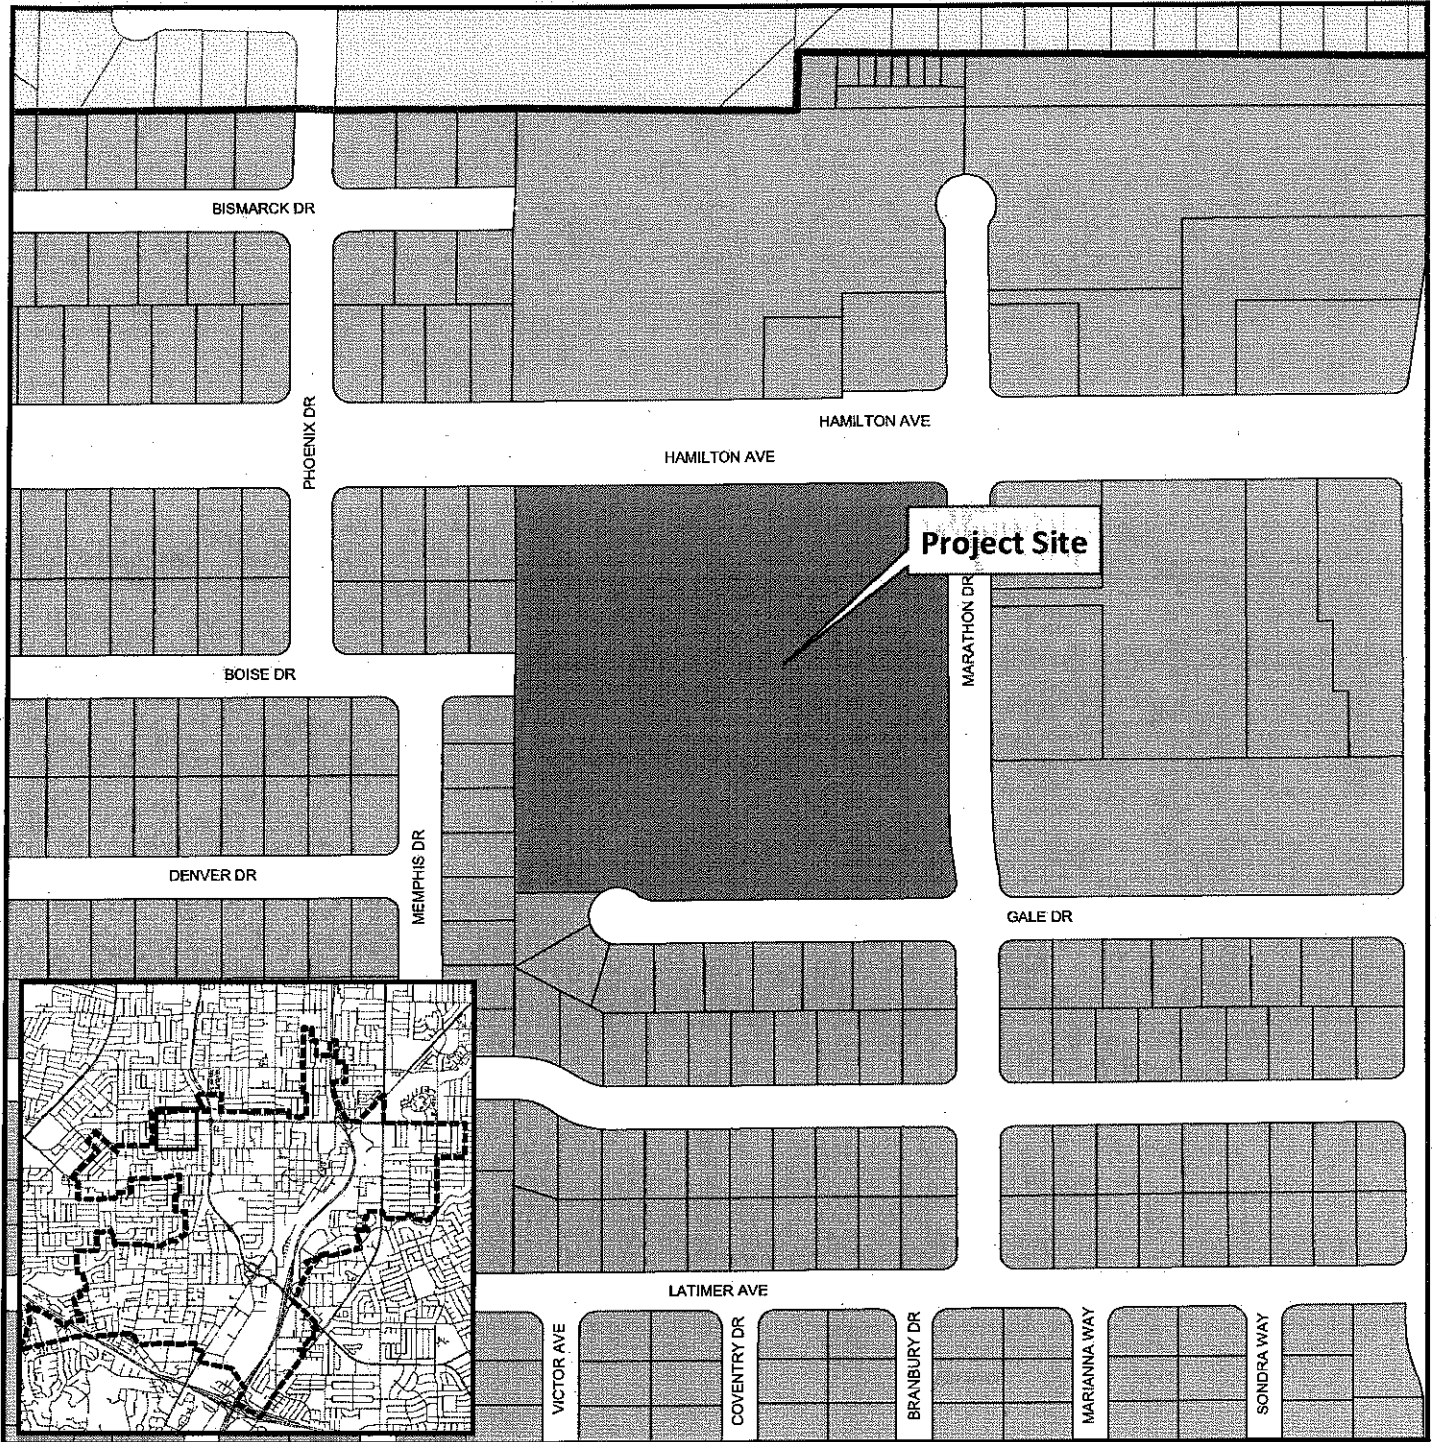 BISMARCK DR
PHOENIX DR
HAMILTON AVE
HAMILTON AVE
Project Site
MARATHON DR
BOISE DR
MEMPHIS DR
DENVER DR
GALE DR
LATIMER AVE
VICTOR AVE
COVENTRY DR
BRANBURY DR
MARIANNA WAY
SONDRA WAY